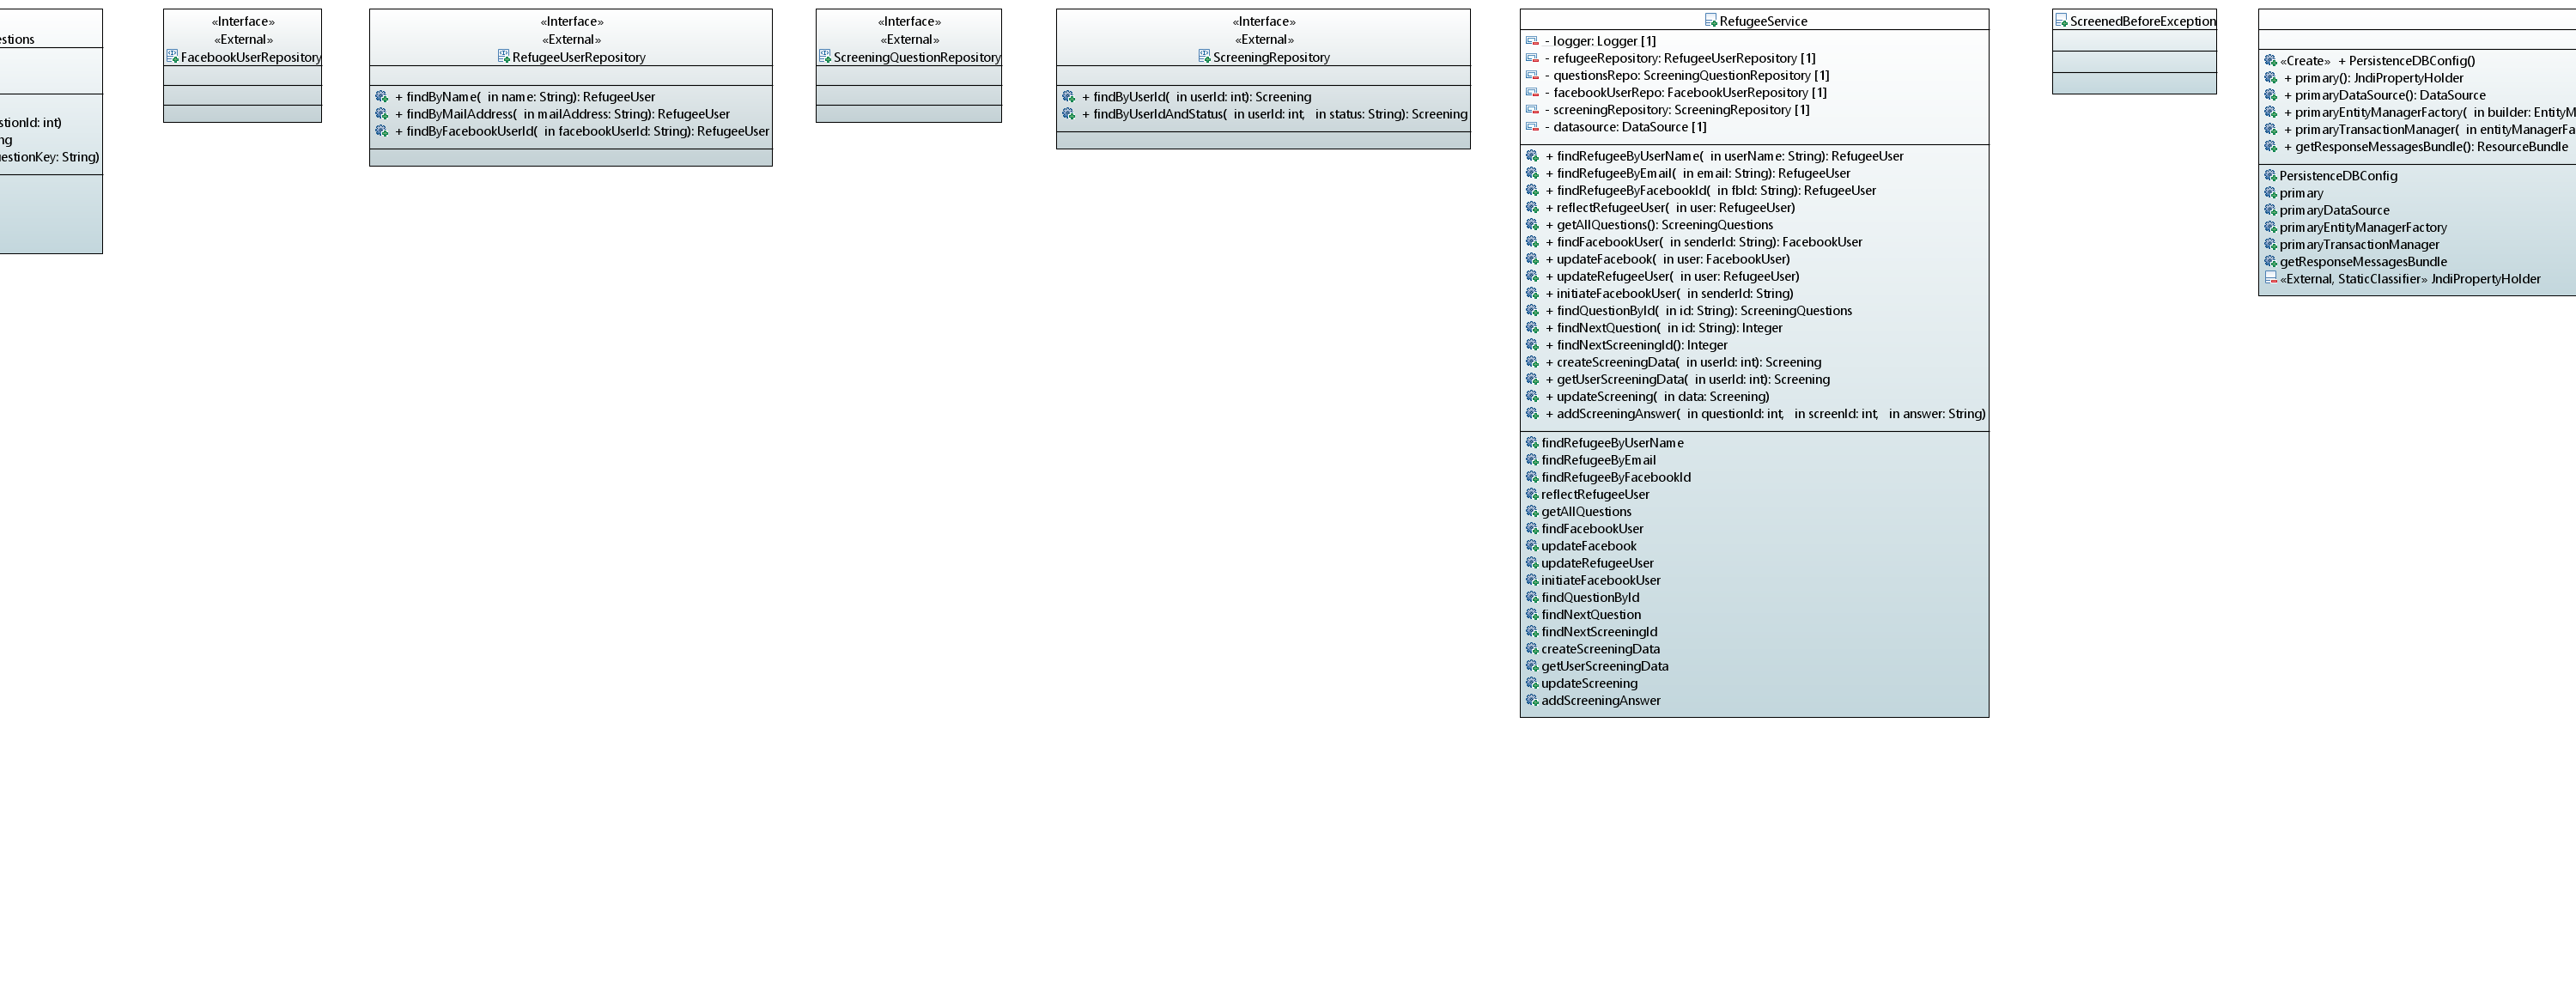 estions
stionId: int)
ng
uestionKey: String)
«Interface»
«External»
FacebookUserRepository
«Interface»
«External»
RefugeeUserRepository
+ findByName( in name: String): RefugeeUser
+ findByMailAddress( in mailAddress: String): RefugeeUser
+ findByFacebookUserId( in facebookUserId: String): RefugeeUser
«Interface»
«External»
ScreeningQuestionRepository
«Interface»
«External»
ScreeningRepository
+ findByUserId( in userId: int): Screening
+ findByUserIdAndStatus( in userId: int, in status: String): Screening
RefugeeService
- logger: Logger [1]
- refugeeRepository: RefugeeUserRepository [1]
- questionsRepo: ScreeningQuestionRepository [1]
- facebookUserRepo: FacebookUserRepository [1]
- screeningRepository: ScreeningRepository [1]
- datasource: DataSource [1]
+ findRefugeeByUserName( in userName: String): RefugeeUser
+ findRefugeeByEmail( in email: String): RefugeeUser
+ findRefugeeByFacebookId( in fbId: String): RefugeeUser
+ reflectRefugeeUser( in user: RefugeeUser)
+ getAllQuestions(): ScreeningQuestions
+ findFacebookUser( in senderId: String): FacebookUser
+ updateFacebook( in user: FacebookUser)
+ updateRefugeeUser( in user: RefugeeUser)
+ initiateFacebookUser( in senderId: String)
+ findQuestionById( in id: String): ScreeningQuestions
+ findNextQuestion( in id: String): Integer
+ findNextScreeningId(): Integer
+ createScreeningData( in userId: int): Screening
+ getUserScreeningData( in userId: int): Screening
+ updateScreening( in data: Screening)
+ addScreeningAnswer( in questionId: int, in screenId: int, in answer: String)
findRefugeeByUserName
findRefugeeByEmail
findRefugeeByFacebookId
reflectRefugeeUser
getAllQuestions
findFacebookUser
updateFacebook
updateRefugeeUser
initiateFacebookUser
findQuestionById
findNextQuestion
findNextScreeningId
createScreeningData
getUserScreeningData
updateScreening
addScreeningAnswer
ScreenedBeforeException
«Create» + PersistenceDBConfig()
+ primary(): JndiPropertyHolder
+ primaryDataSource(): DataSource
+ primaryEntityManagerFactory( in builder: EntityM
+ primaryTransactionManager( in entityManagerFa
+ getResponseMessagesBundle(): ResourceBundle
PersistenceDBConfig
primary
primaryDataSource
primaryEntityManagerFactory
primaryTransactionManager
getResponseMessagesBundle
«External, StaticClassifier» JndiPropertyHolder